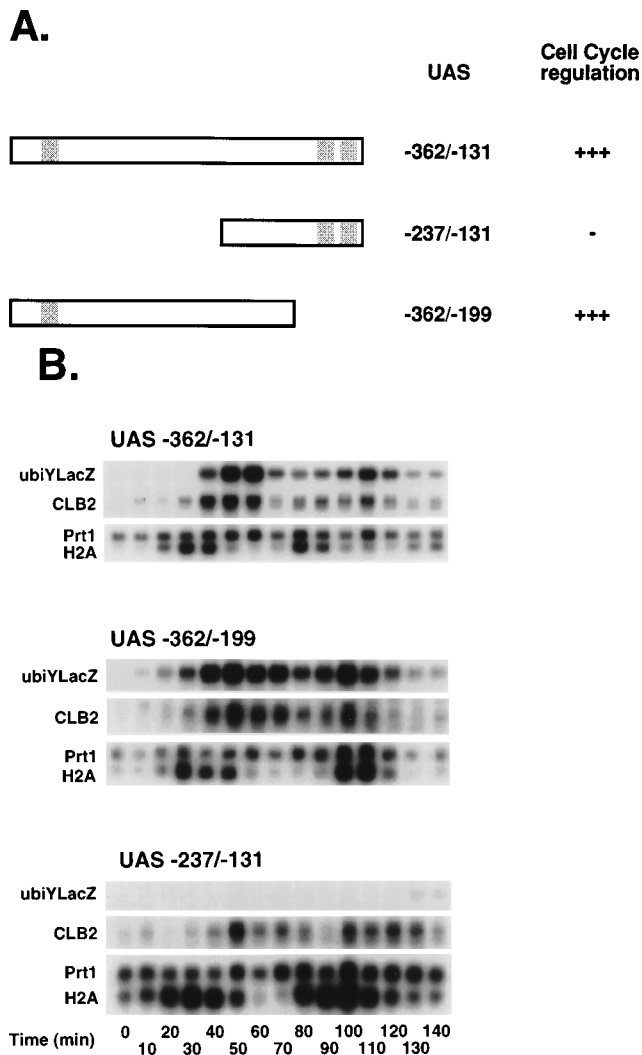 A.
UAS
Cell Cycle
regulation
-362/-131 +++
-237/-131 -
-362/-199 +++
B.
UAS -362/-131
ubiYLacZ
CLB2
Prt1
H2A
UAS -362/-199
ubiYLacZ
CLB2
Prt1
H2A
UAS -237/-131
ubiYLacZ
CLB2
Prt1
H2A
Time (min) 0 10 20 30 40 50 60 70 80 90 100 110 120 130 140